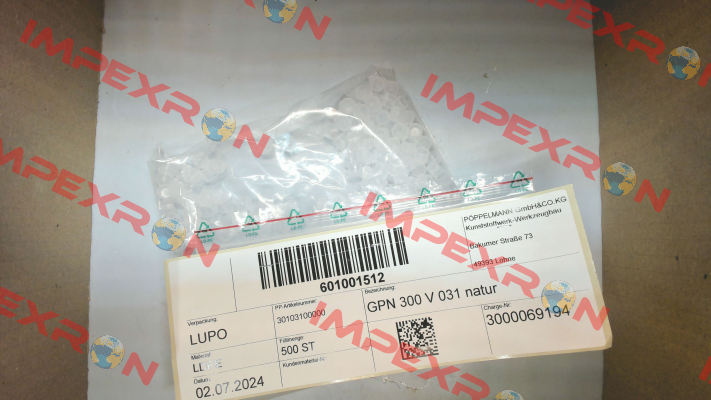 PÖPPELMANN GmbH&CO.KG
Kunststoffwerk-Werkzeugbau
Bakumer Straße 73
49393 Lohne
601001512
Verpackung:
LUPO
PP-Artikelnummer:
30103100000
Bezeichnung:
GPN 300 V 031 natur
Material
Füllmenge:
500 ST
Kundenmaterial-Nr.
Charge-Nr.
3000069194
Datum:
02.07.2024
IMPEXRON
IMPEXRON
IMPEXRON
IMPEXRON
IMPEXRON
IMPEXRON